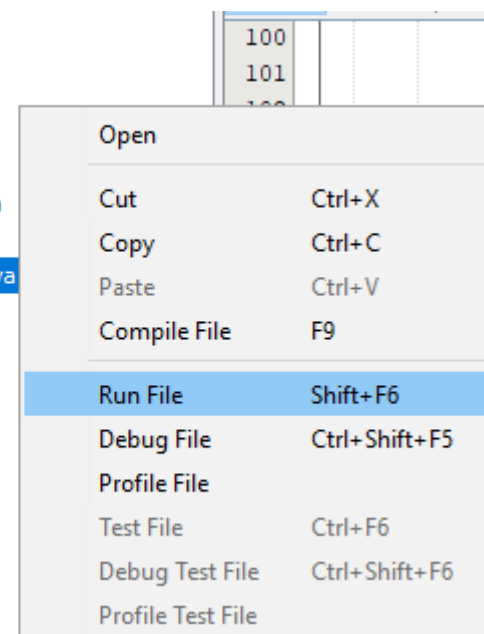 100
101
Open
Cut Ctrl+X
Copy Ctrl+C
Paste Ctrl+V
Compile File F9
Run File Shift+F6
Debug File Ctrl+Shift+F5
Profile File
Test File Ctrl+F6
Debug Test File Ctrl+Shift+F6
Profile Test File